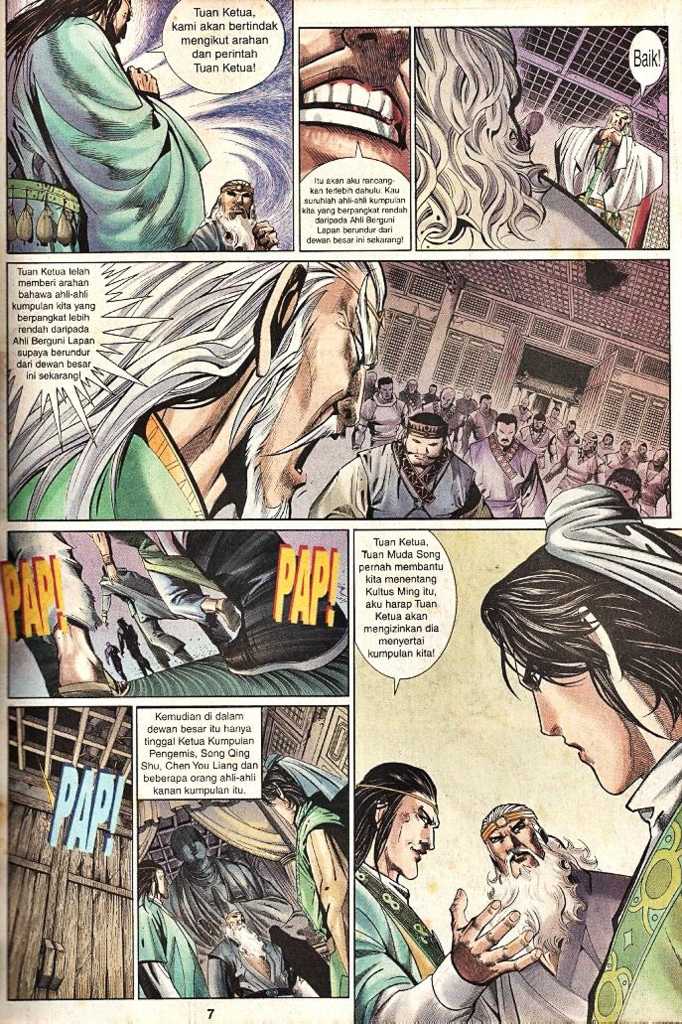 Tuan Ketua,
kami akan bertindak
mengikut arahan
dan perintah
Tuan Ketua!
Itu akan aku rancang-
kan terlebih dahulu. Kau
suruhlah ahli-ahli kumpulan
kita yang berpangkat rendah
daripada Ahli Berguni
Lapan berundur dari
dewan besar ini sekarang!
Baik!
Tuan Ketua telah
memberi arahan
bahawa ahli-ahli
kumpulan kita yang
berpangkat lebih
rendah daripada
Ahli Berguni Lapan
supaya berundur
dari dewan besar
ini sekarang!
PAP!
PAP!
Tuan Ketua,
Tuan Muda Song
pernah membantu
kita menentang
Kultus Ming itu,
aku harap Tuan
Ketua akan
mengizinkan dia
menyertai
kumpulan kita!
PAP!
Kemudian di dalam
dewan besar itu hanya
tinggal Ketua Kumpulan
Pengemis, Song Qing
Shu, Chen You Liang dan
beberapa orang ahli-ahli
kanan kumpulan itu.
7